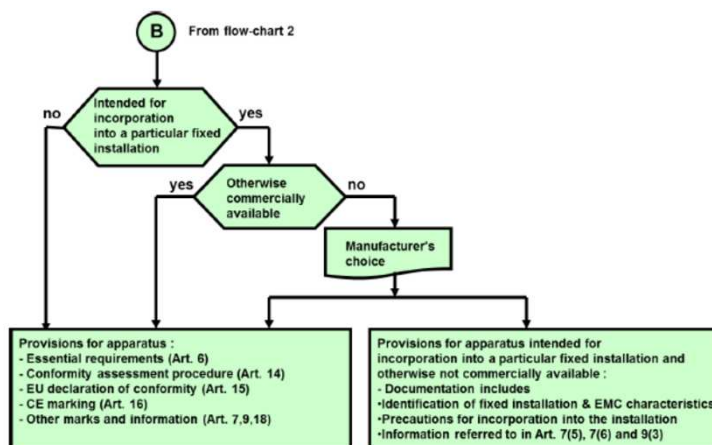 B
From flow-chart 2
no
Intended for
incorporation
into a particular fixed
installation
yes
yes
Otherwise
commercially
available
no
Manufacturer's
choice
Provisions for apparatus :
- Essential requirements (Art. 6)
- Conformity assessment procedure (Art. 14)
- EU declaration of conformity (Art. 15)
- CE marking (Art. 16)
- Other marks and information (Art. 7,9,18)
Provisions for apparatus intended for
incorporation into a particular fixed installation and
otherwise not commercially available :
- Documentation includes
•Identification of fixed installation & EMC characteristics
•Precautions for incorporation into the installation
•Information referred to in Art. 7(5), 7(6) and 9(3)